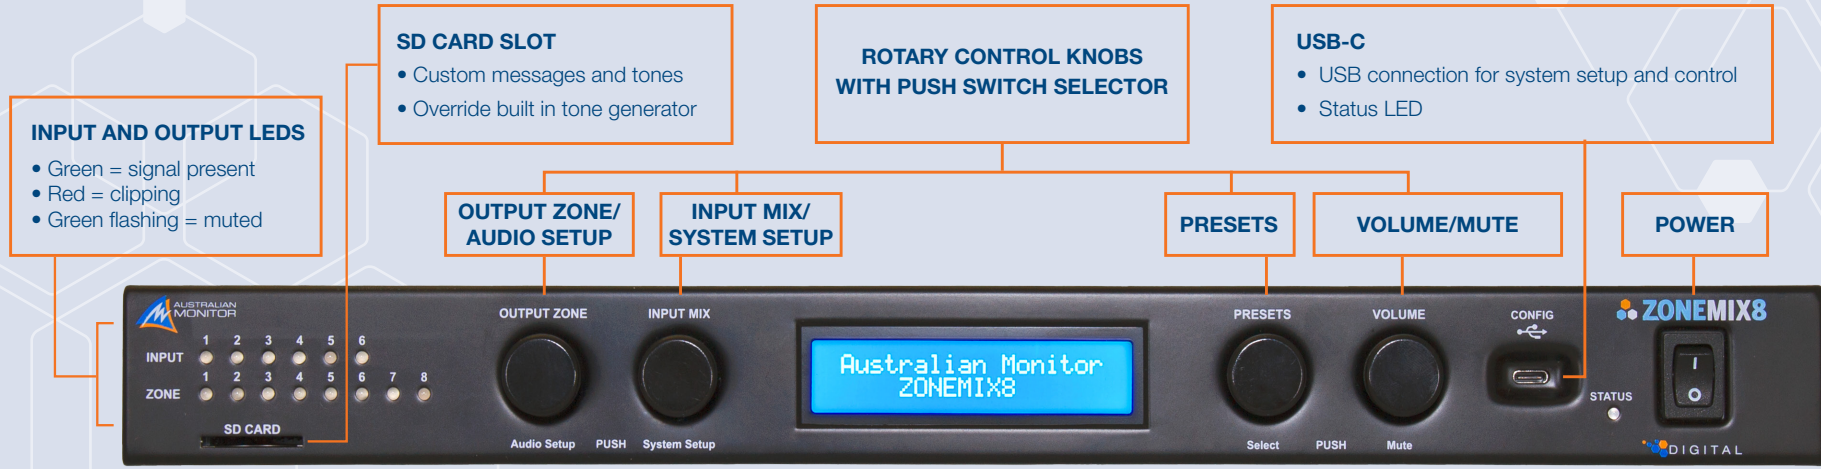 SD CARD SLOT
• Custom messages and tones
• Override built in tone generator
ROTARY CONTROL KNOBS
WITH PUSH SWITCH SELECTOR
USB-C
• USB connection for system setup and control
• Status LED
INPUT AND OUTPUT LEDS
• Green = signal present
• Red = clipping
• Green flashing = muted
OUTPUT ZONE/
AUDIO SETUP
INPUT MIX/
SYSTEM SETUP
PRESETS
VOLUME/MUTE
POWER
AUSTRALIAN
MONITOR
1 2 3 4 5 6
INPUT
1 2 3 4 5 6 7 8
ZONE
SD CARD
OUTPUT ZONE
INPUT MIX
Audio Setup PUSH System Setup
Australian Monitor
ZONEMIX8
PRESETS
VOLUME
Select PUSH Mute
CONFIG
STATUS
ZONEMIX8
I
O
DIGITAL